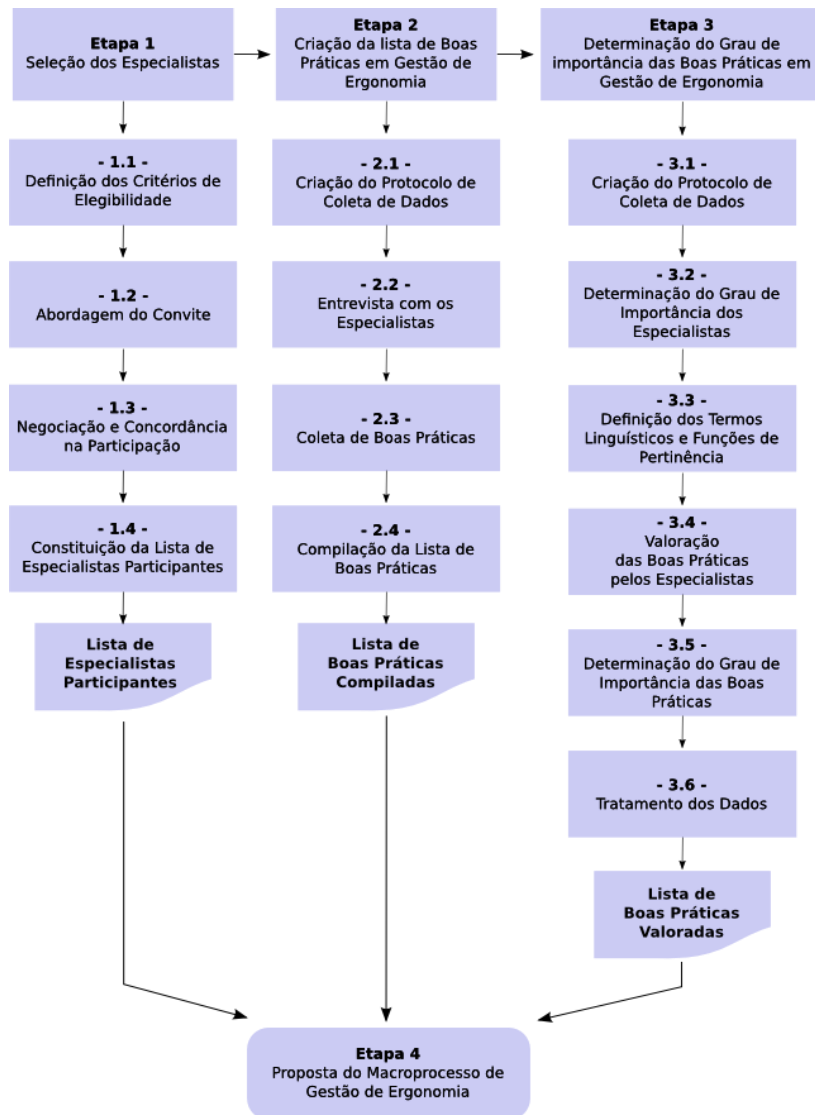 Etapa 1
Seleção dos Especialistas
Etapa 2
Criação da lista de Boas
Práticas em Gestão de
Ergonomia
Etapa 3
Determinação do Grau de
importância das Boas Práticas em
Gestão de Ergonomia
- 1.1 -
Definição dos Critérios de
Elegibilidade
- 1.2 -
Abordagem do Convite
- 1.3 -
Negociação e Concordância
na Participação
- 1.4 -
Constituição da Lista de
Especialistas Participantes
Lista de
Especialistas
Participantes
- 2.1 -
Criação do Protocolo de
Coleta de Dados
- 2.2 -
Entrevista com os
Especialistas
- 2.3 -
Coleta de Boas Práticas
- 2.4 -
Compilação da Lista de
Boas Práticas
Lista de
Boas Práticas
Compiladas
- 3.1 -
Criação do Protocolo de
Coleta de Dados
- 3.2 -
Determinação do Grau de
Importância dos
Especialistas
- 3.3 -
Definição dos Termos
Linguísticos e Funções de
Pertinência
- 3.4 -
Valoração
das Boas Práticas
pelos Especialistas
- 3.5 -
Determinação do Grau de
Importância das Boas
Práticas
- 3.6 -
Tratamento dos Dados
Lista de
Boas Práticas
Valoradas
Etapa 4
Proposta do Macroprocesso de
Gestão de Ergonomia